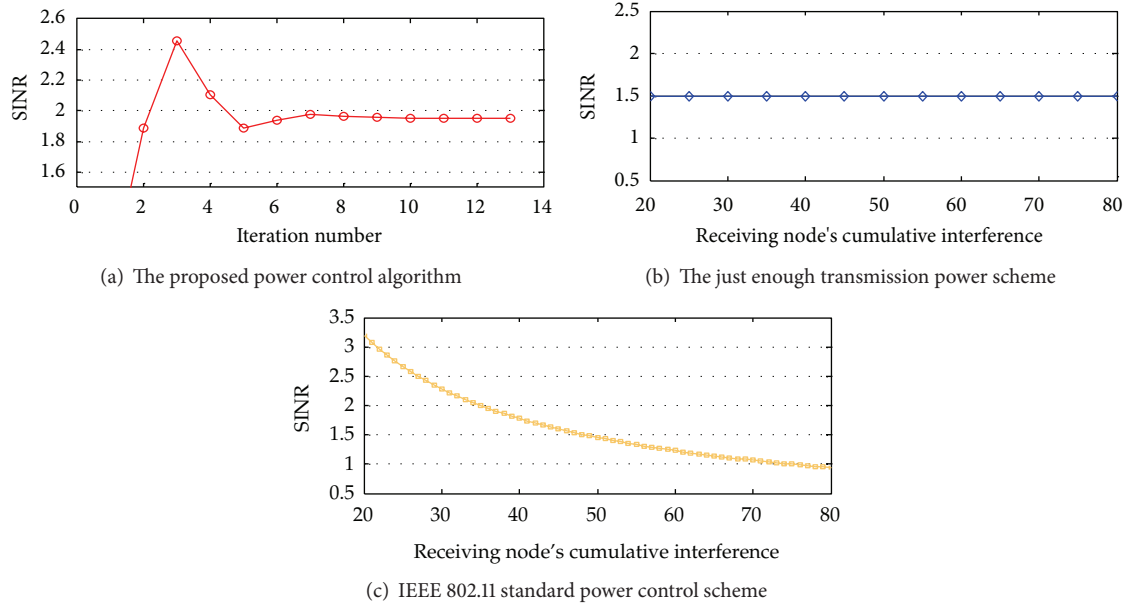 2.6
2.4
2.2
2
1.8
1.6
SINR
0 2 4 6 8 10 12 14
Iteration number
(a) The proposed power control algorithm
2.5
2
1.5
1
0.5
SINR
20 30 40 50 60 70 80
Receiving node's cumulative interference
(b) The just enough transmission power scheme
3.5
3
2.5
2
1.5
1
0.5
SINR
20 30 40 50 60 70 80
Receiving node's cumulative interference
(c) IEEE 802.11 standard power control scheme